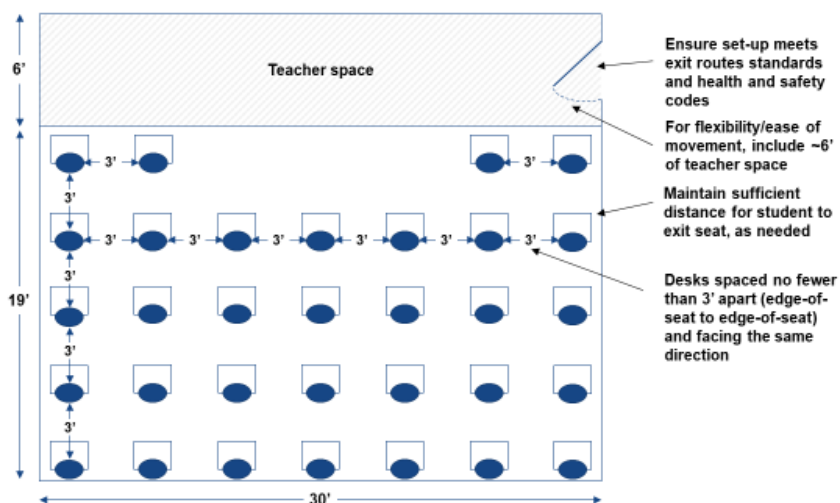 Teacher space
6'
Ensure set-up meets
exit routes standards
and health and safety
codes
For flexibility/ease of
movement, include ~6'
of teacher space
3'
3'
3'
Maintain sufficient
distance for student to
exit seat, as needed
3'
3'
3'
3'
3'
3'
3'
Desks spaced no fewer
than 3' apart (edge-of-
seat to edge-of-seat)
and facing the same
direction
19'
3'
3'
30'